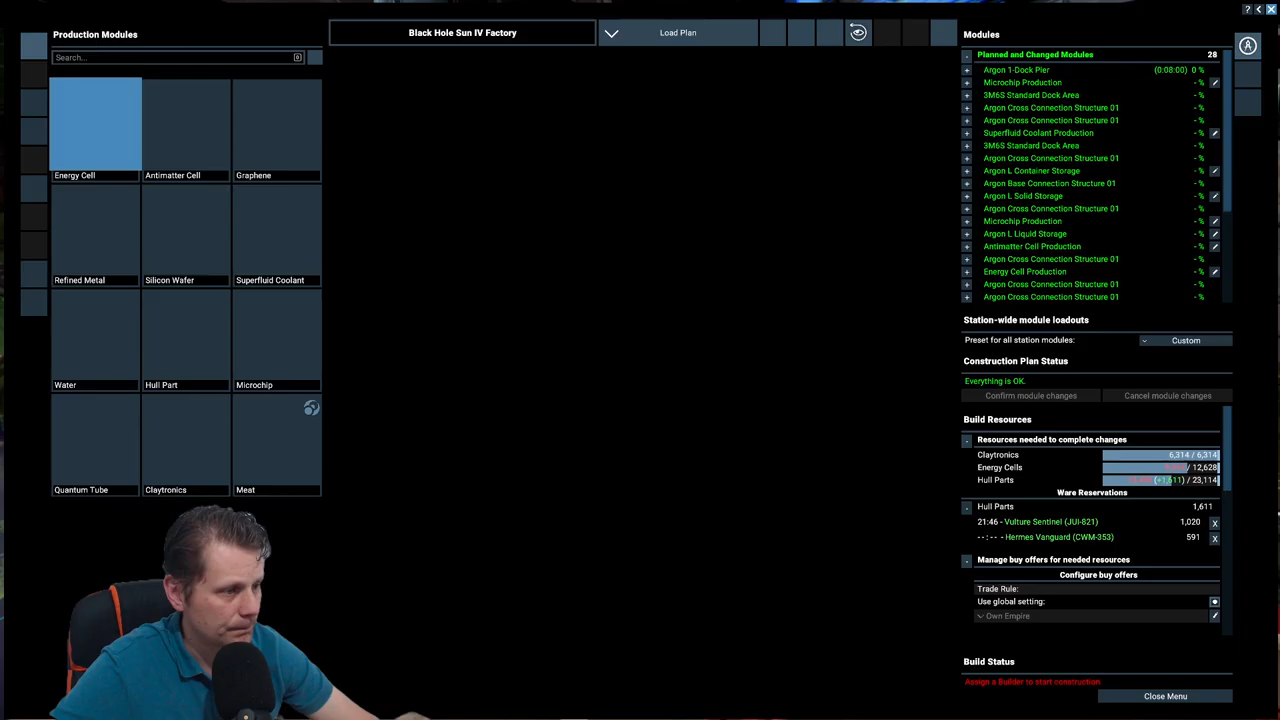 Production Modules
Search...
Energy Cell
Antimatter Cell
Graphene
Refined Metal
Silicon Wafer
Superfluid Coolant
Water
Hull Part
Microchip
Quantum Tube
Claytronics
Meat
Black Hole Sun IV Factory
Load Plan
Modules
- Planned and Changed Modules 28
+ Argon 1-Dock Pier (0:08:00) 0 %
+ Microchip Production - %
+ 3M6S Standard Dock Area - %
+ Argon Cross Connection Structure 01 - %
+ Argon Cross Connection Structure 01 - %
+ Superfluid Coolant Production - %
+ 3M6S Standard Dock Area - %
+ Argon Cross Connection Structure 01 - %
+ Argon L Container Storage - %
+ Argon Base Connection Structure 01 - %
+ Argon L Solid Storage - %
+ Argon Cross Connection Structure 01 - %
+ Microchip Production - %
+ Argon L Liquid Storage - %
+ Antimatter Cell Production - %
+ Argon Cross Connection Structure 01 - %
+ Energy Cell Production - %
+ Argon Cross Connection Structure 01 - %
+ Argon Cross Connection Structure 01 - %
Station-wide module loadouts
Preset for all station modules: Custom
Construction Plan Status
Everything is OK.
Confirm module changes Cancel module changes
Build Resources
- Resources needed to complete changes
Claytronics 6,314 / 6,314
Energy Cells / 12,628
Hull Parts (+1,611) / 23,114
Ware Reservations
- Hull Parts 1,611
21:46 - Vulture Sentinel (JUI-821) 1,020 X
--:-- - Hermes Vanguard (CWM-353) 591 X
- Manage buy offers for needed resources
Configure buy offers
Trade Rule:
Use global setting:
Own Empire
Build Status
Assign a Builder to start construction.
Close Menu